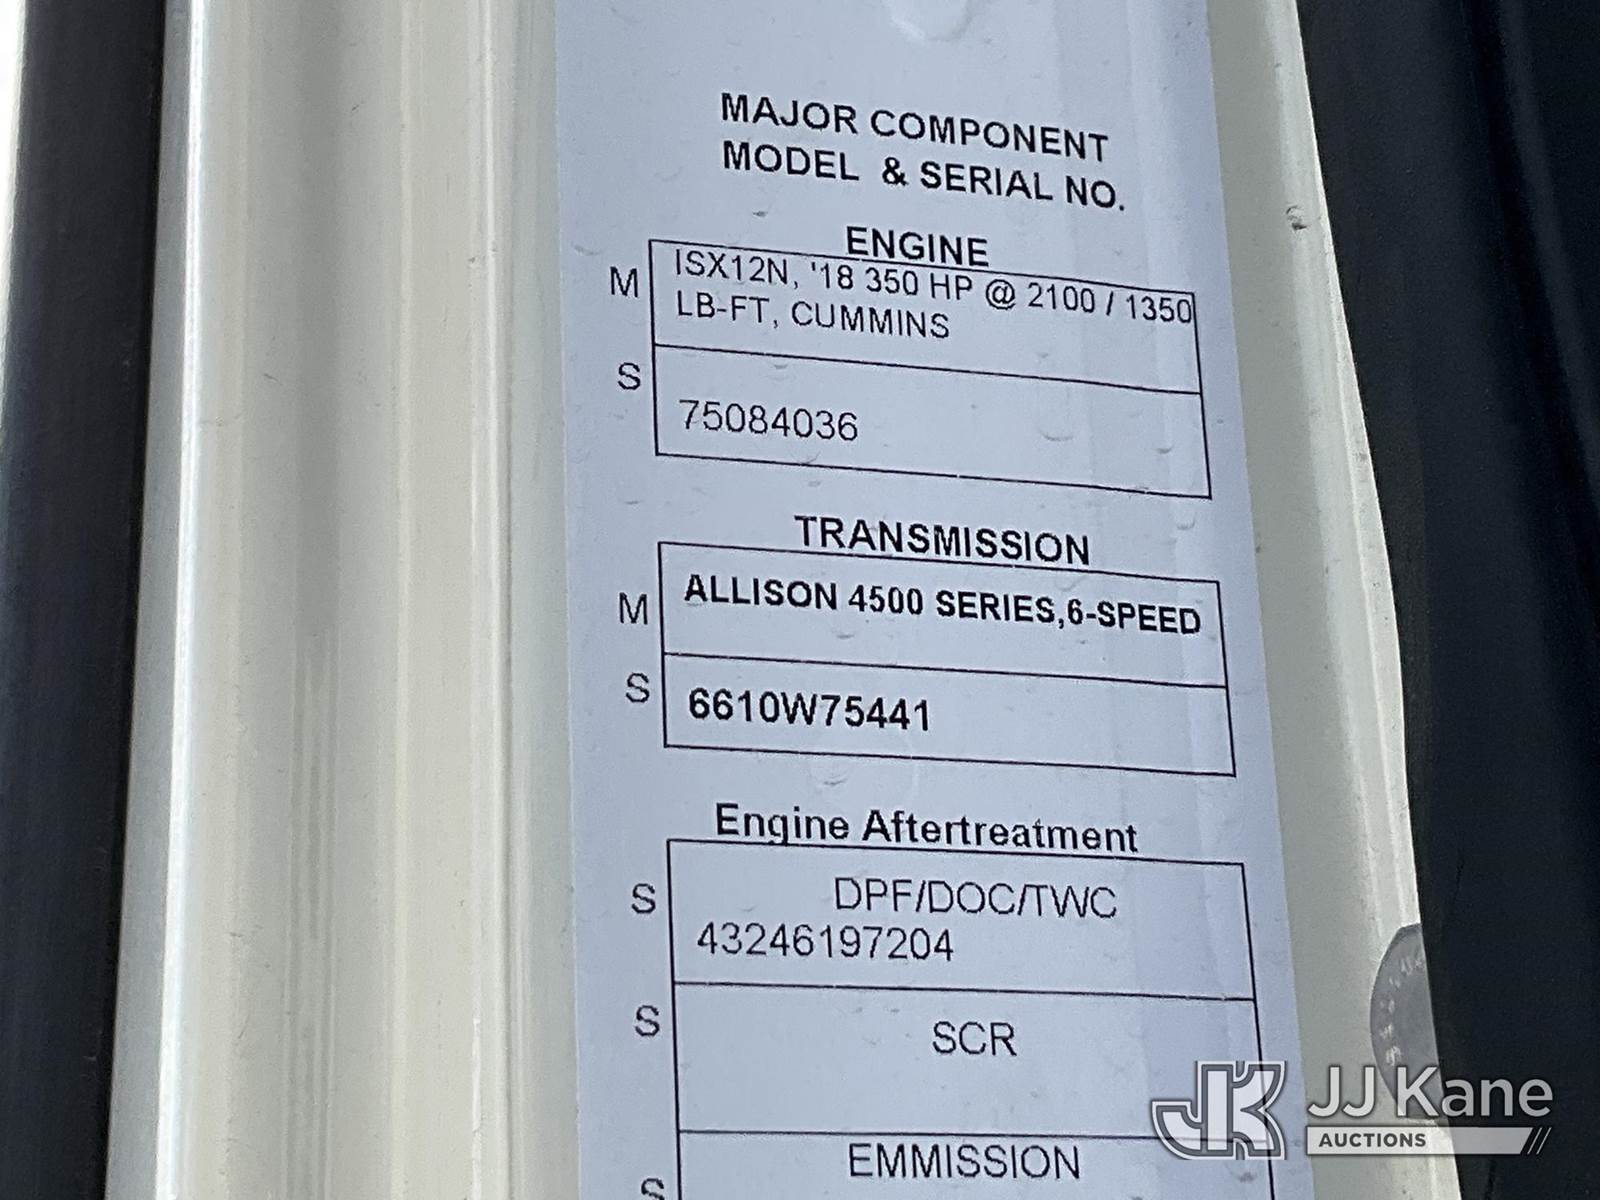 MAJOR COMPONENT
MODEL & SERIAL NO.
ENGINE
M ISX12N, '18 350 HP @ 2100 / 1350
LB-FT, CUMMINS
S 75084036
TRANSMISSION
M ALLISON 4500 SERIES,6-SPEED
S 6610W75441
Engine Aftertreatment
S DPF/DOC/TWC
43246197204
S SCR
S EMMISSION
JK JJ Kane
AUCTIONS